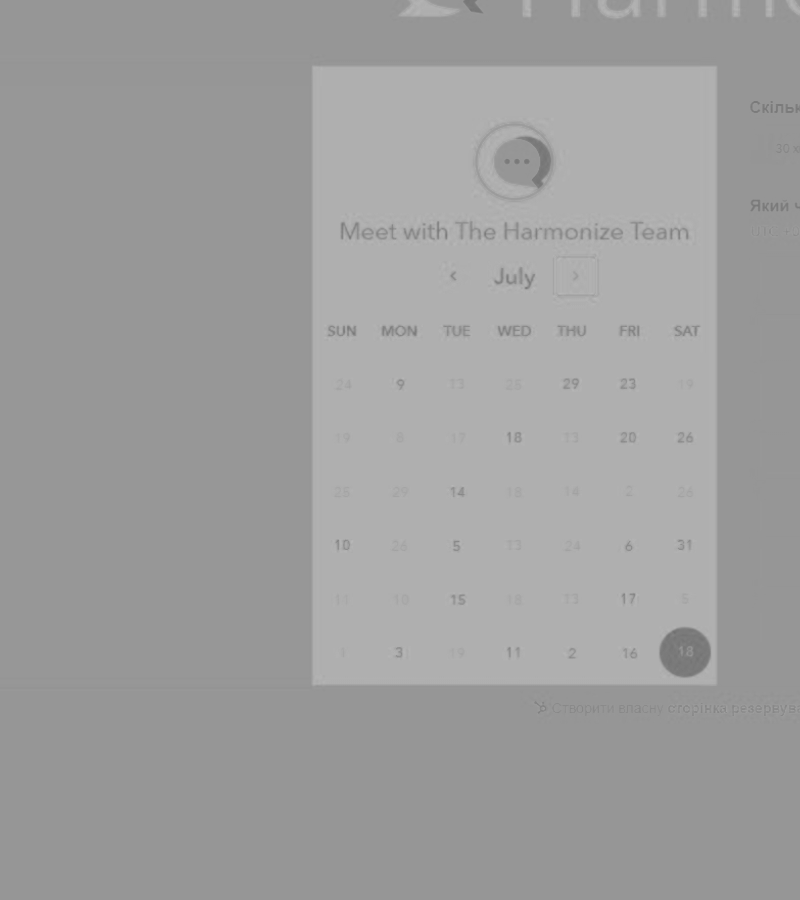 Harmo
Meet with The Harmonize Team
‹ July ›
SUN MON TUE WED THU FRI SAT
24 9 13 25 29 23 19
19 8 17 18 13 20 26
25 29 14 18 14 2 26
10 26 5 13 24 6 31
11 10 15 18 13 17 5
1 3 19 11 2 16 18
Скільк
30 х
Який ч
Створити власну сторінка резервува